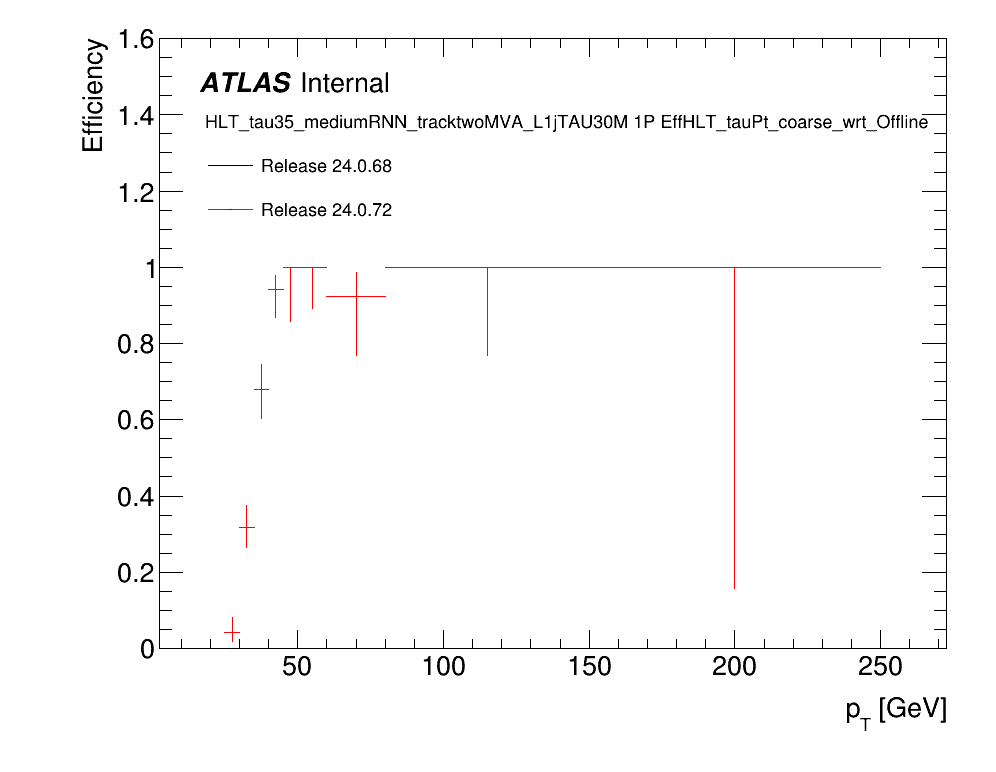 Efficiency
1.6
1.4
1.2
1
0.8
0.6
0.4
0.2
0
ATLAS Internal
HLT_tau35_mediumRNN_tracktwoMVA_L1jTAU30M 1P EffHLT_tauPt_coarse_wrt_Offline
Release 24.0.68
Release 24.0.72
50 100 150 200 250
p_T [GeV]